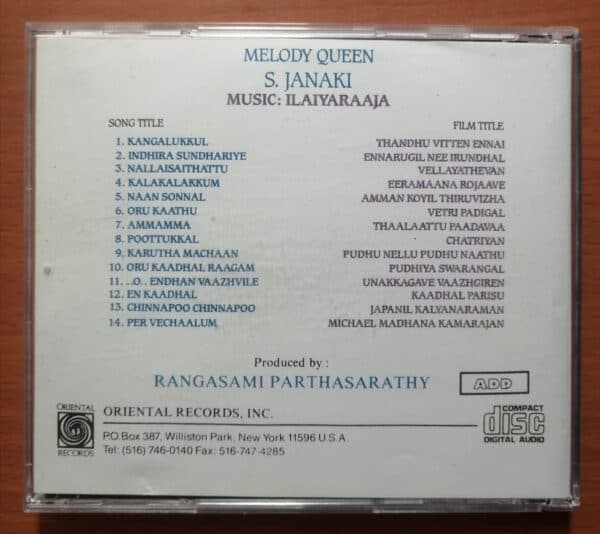 MELODY QUEEN
S. JANAKI
MUSIC: ILAIYARAAJA
SONG TITLE FILM TITLE
1. KANGALUKKUL THANDHU VITTEN ENNAI
2. INDHIRA SUNDHARIYE ENNARUGIL NEE IRUNDHAL
3. NALLAISAITHATTU VELLAYATHEVAN
4. KALAKALAKKUM EERAMAANA ROJAAVE
5. NAAN SONNAL AMMAN KOYIL THIRUVIZHA
6. ORU KAATHU VETRI PADIGAL
7. AMMAMMA THAALAATTU PAADAVAA
8. POOTTUKKAL CHATRIYAN
9. KARUTHA MACHAAN PUDHU NELLU PUDHU NAATHU
10. ORU KAADHAL RAAGAM PUDHIYA SWARANGAL
11. ..O.. ENDHAN VAAZHVILE UNAKKAGAVE VAAZHGIREN
12. EN KAADHAL KAADHAL PARISU
13. CHINNAPOO CHINNAPOO JAPANIL KALYANARAMAN
14. PER VECHAALUM MICHAEL MADHANA KAMARAJAN
Produced by :
RANGASAMI PARTHASARATHY
ADD
ORIENTAL RECORDS
ORIENTAL RECORDS, INC.
P.O.Box 387, Williston Park, New York 11596 U.S.A.
Tel: (516) 746-0140 Fax: 516-747-4285
COMPACT
disc
DIGITAL AUDIO